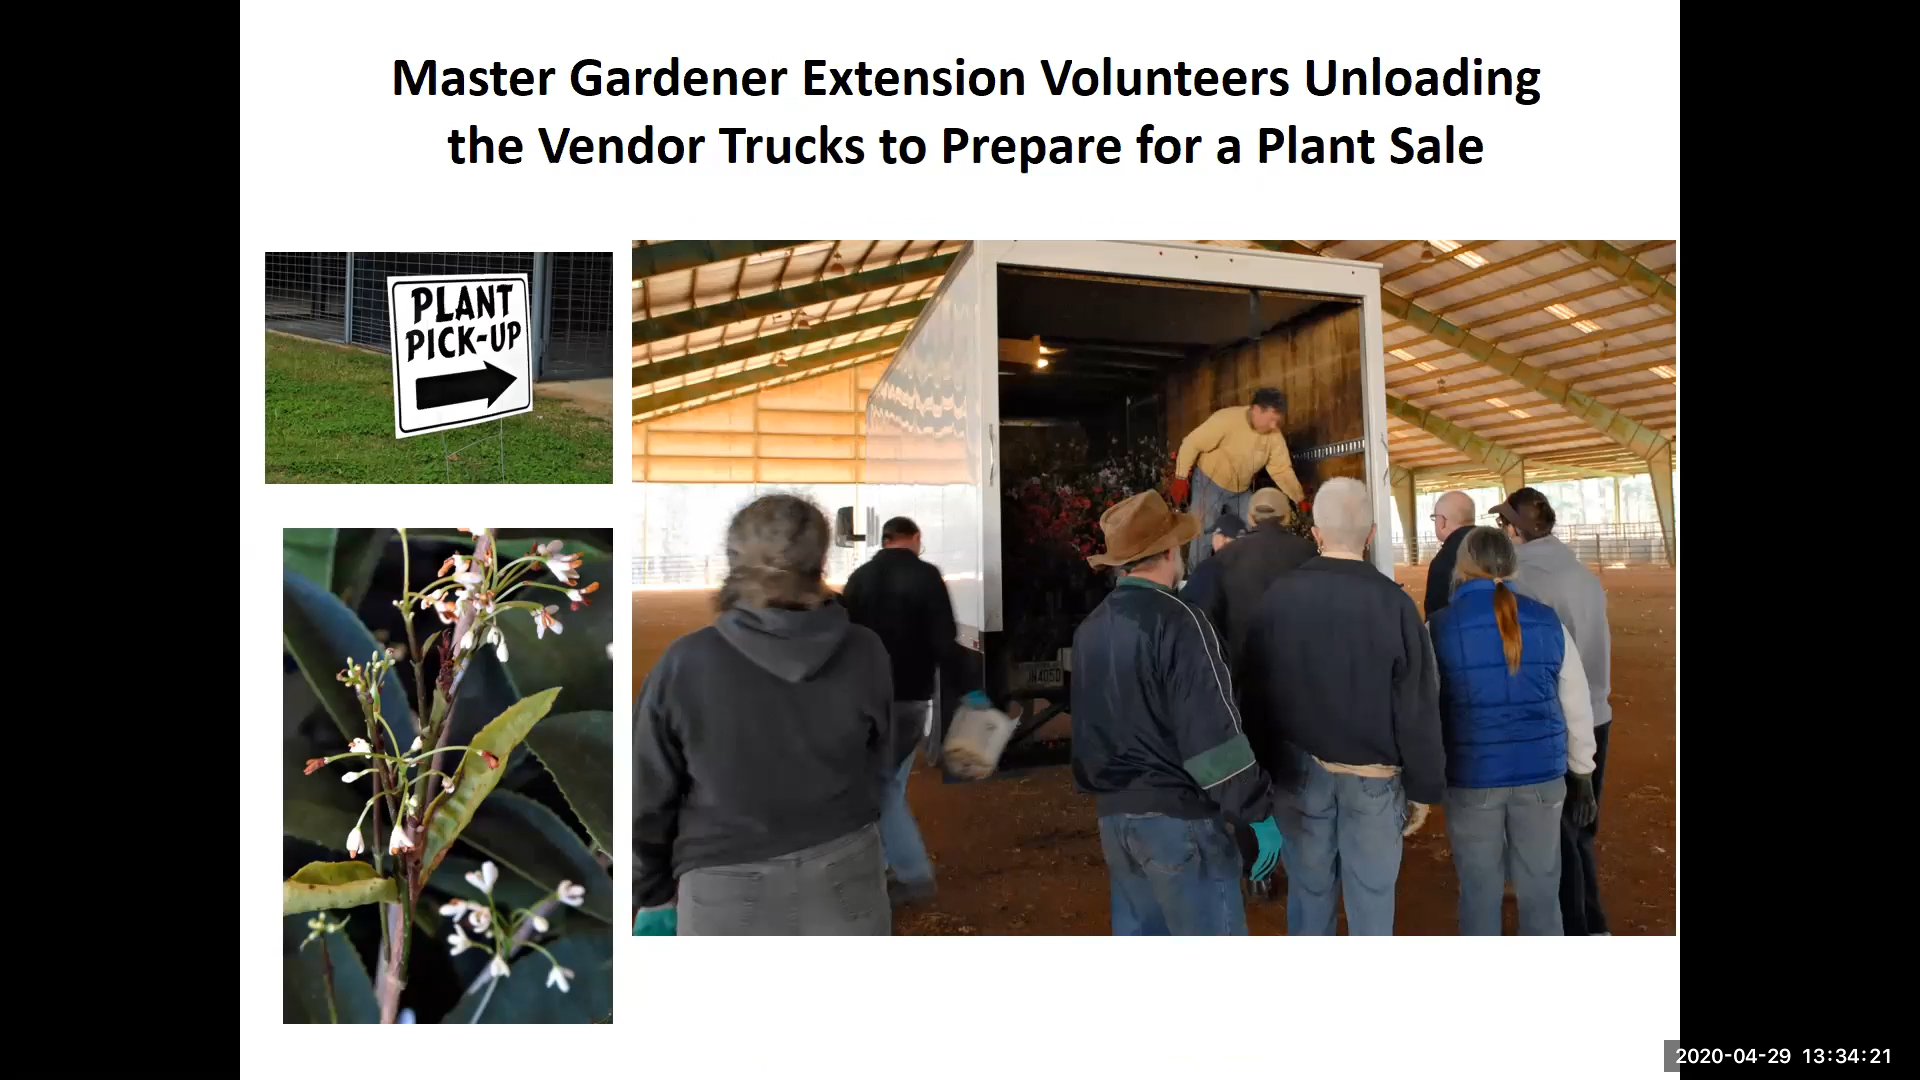 Master Gardener Extension Volunteers Unloading
the Vendor Trucks to Prepare for a Plant Sale
PLANT
PICK-UP
2020-04-29 13:34:21